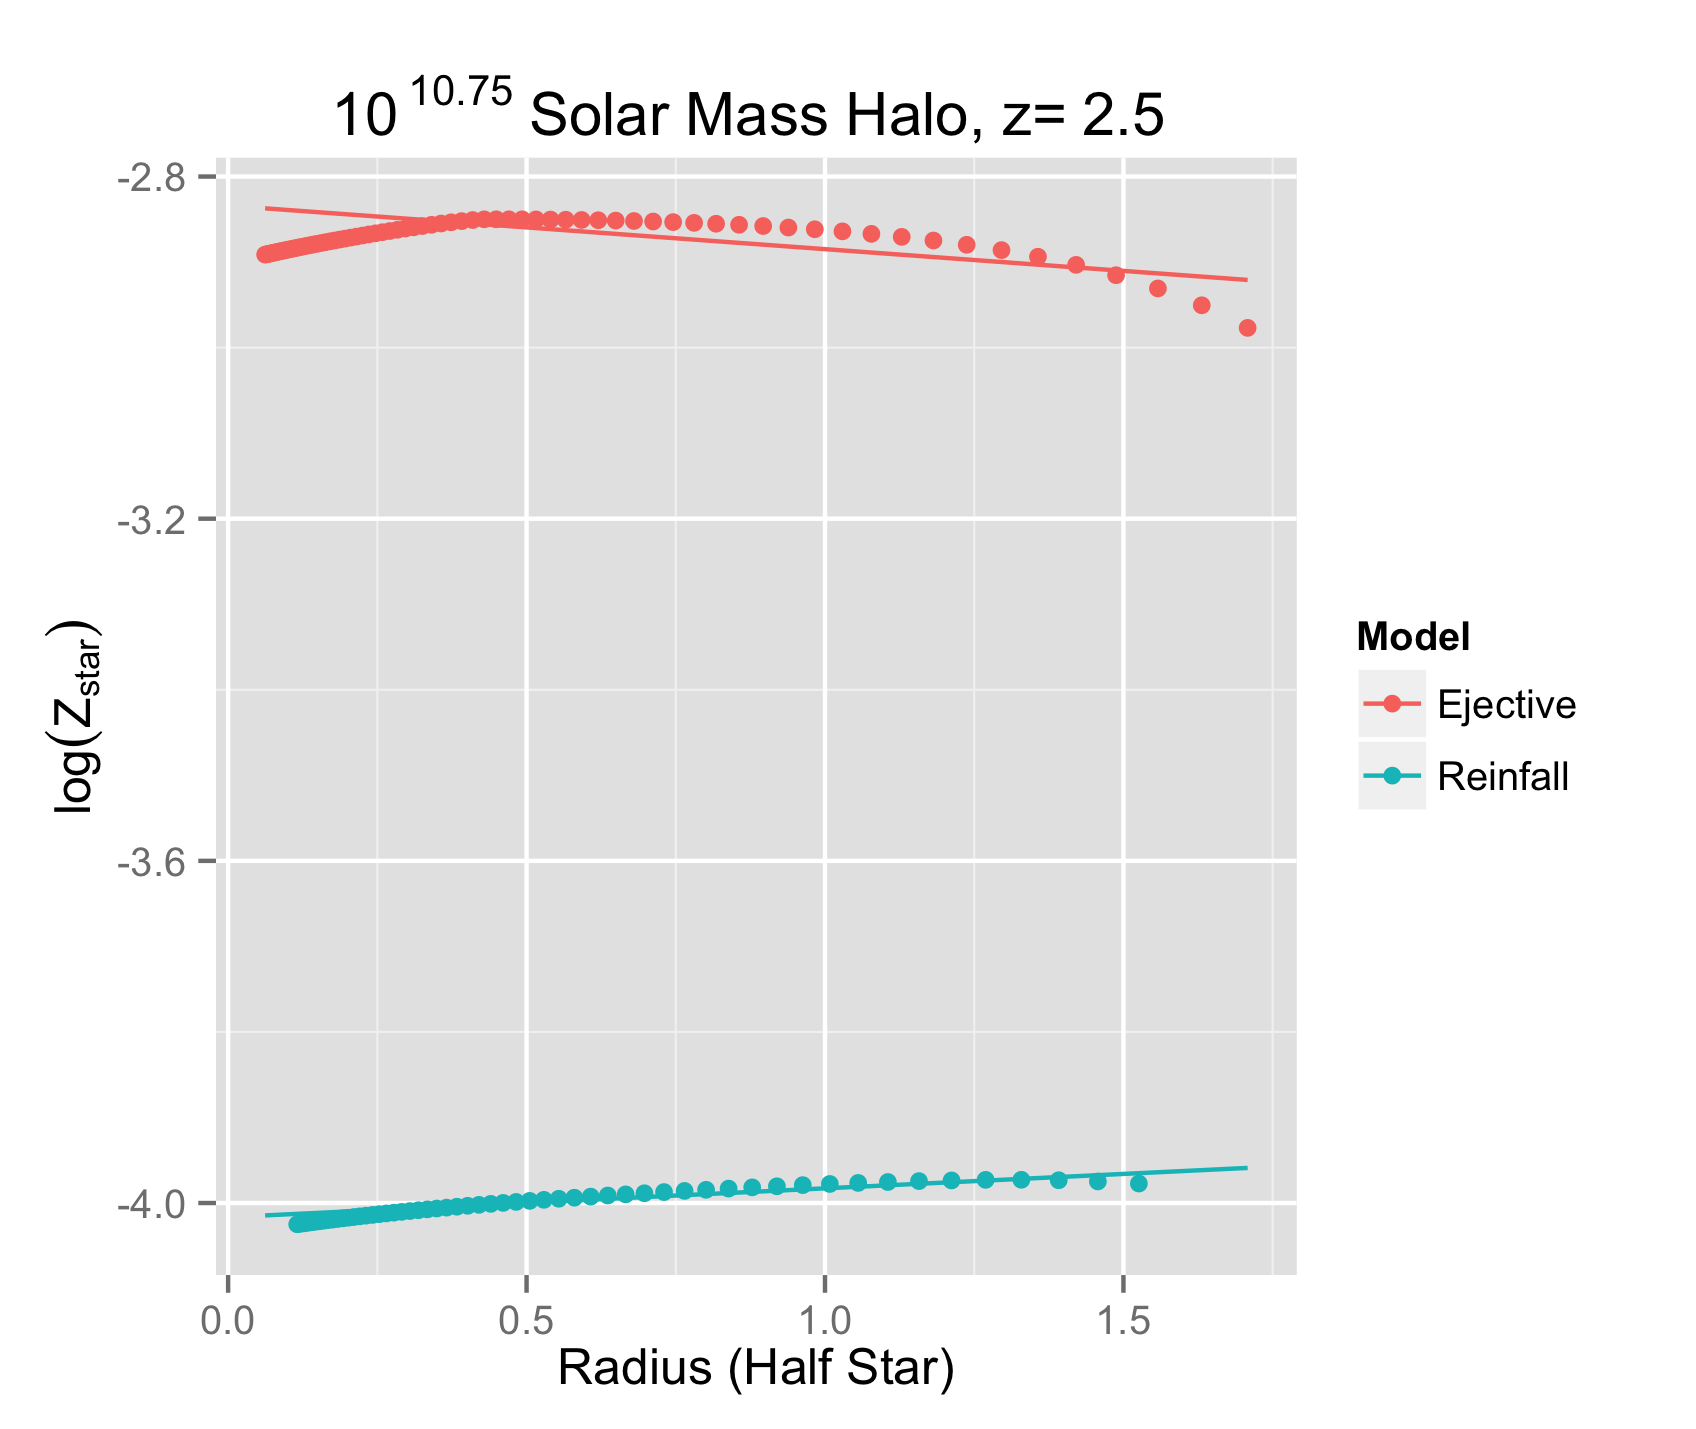 10^10.75 Solar Mass Halo, z= 2.5
-2.8
-3.2
-3.6
-4.0
log(Z_star)
0.0 0.5 1.0 1.5
Radius (Half Star)
Model
Ejective
Reinfall